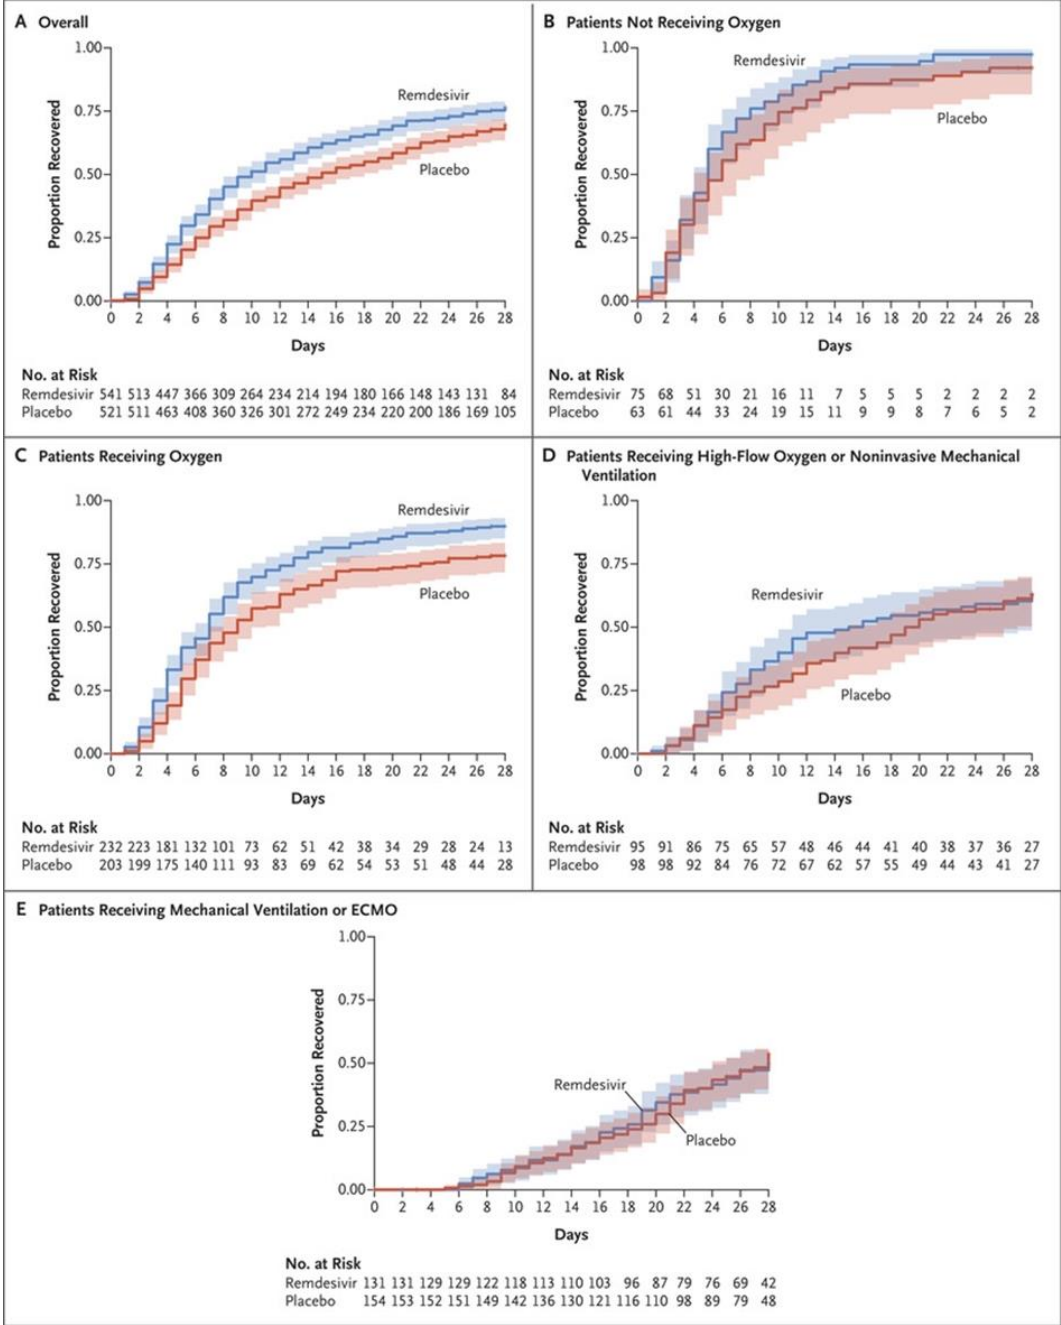 A Overall
1.00
0.75
0.50
0.25
0.00
Proportion Recovered
Remdesivir
Placebo
0 2 4 6 8 10 12 14 16 18 20 22 24 26 28
Days
No. at Risk
Remdesivir 541 513 447 366 309 264 234 214 194 180 166 148 143 131 84
Placebo 521 511 463 408 360 326 301 272 249 234 220 200 186 169 105
B Patients Not Receiving Oxygen
1.00
0.75
0.50
0.25
0.00
Proportion Recovered
Remdesivir
Placebo
0 2 4 6 8 10 12 14 16 18 20 22 24 26 28
Days
No. at Risk
Remdesivir 75 68 51 30 21 16 11 7 5 5 5 2 2 2 2
Placebo 63 61 44 33 24 19 15 11 9 9 8 7 6 5 2
C Patients Receiving Oxygen
1.00
0.75
0.50
0.25
0.00
Proportion Recovered
Remdesivir
Placebo
0 2 4 6 8 10 12 14 16 18 20 22 24 26 28
Days
No. at Risk
Remdesivir 232 223 181 132 101 73 62 51 42 38 34 29 28 24 13
Placebo 203 199 175 140 111 93 83 69 62 54 53 51 48 44 28
D Patients Receiving High-Flow Oxygen or Noninvasive Mechanical
Ventilation
1.00
0.75
0.50
0.25
0.00
Proportion Recovered
Remdesivir
Placebo
0 2 4 6 8 10 12 14 16 18 20 22 24 26 28
Days
No. at Risk
Remdesivir 95 91 86 75 65 57 48 46 44 41 40 38 37 36 27
Placebo 98 98 92 84 76 72 67 62 57 55 49 44 43 41 27
E Patients Receiving Mechanical Ventilation or ECMO
1.00
0.75
0.50
0.25
0.00
Proportion Recovered
Remdesivir
Placebo
0 2 4 6 8 10 12 14 16 18 20 22 24 26 28
Days
No. at Risk
Remdesivir 131 131 129 129 122 118 113 110 103 96 87 79 76 69 42
Placebo 154 153 152 151 149 142 136 130 121 116 110 98 89 79 48